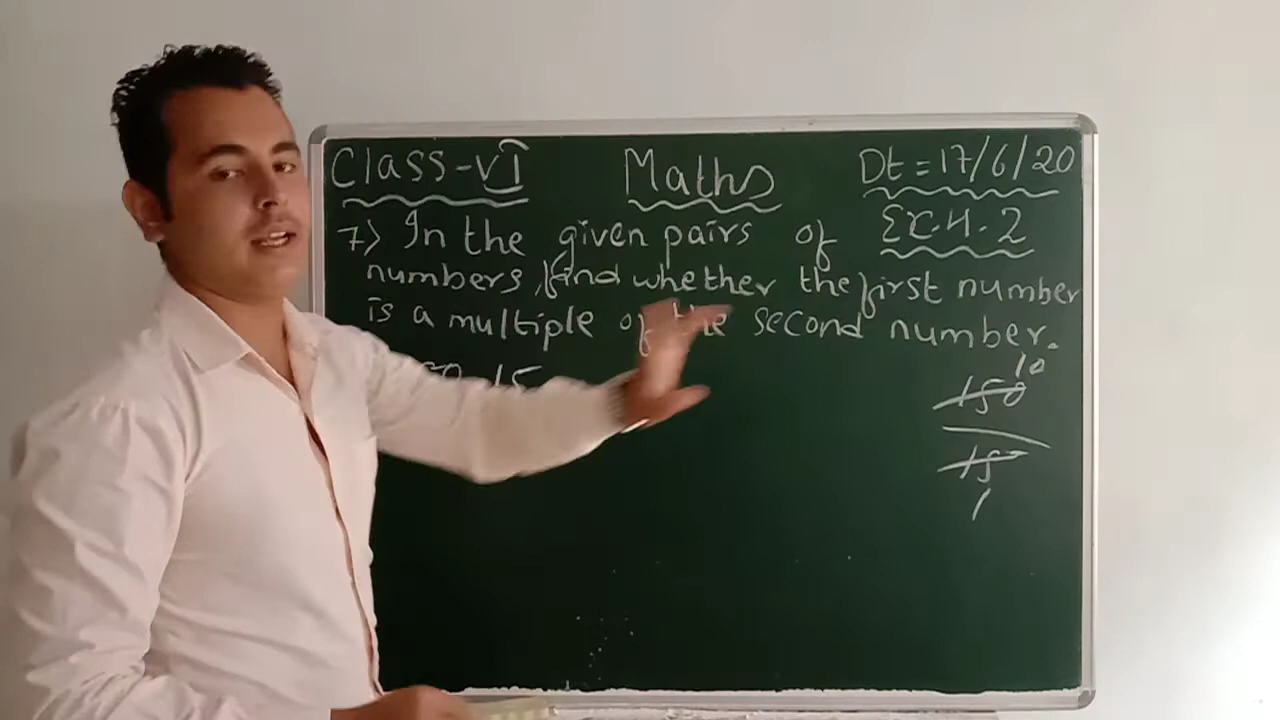 Class-VI Maths Dt = 17/6/20
7) In the given pairs of EX.4.2
numbers, find whether the first number
is a multiple of the second number.
15
10
150
15
1